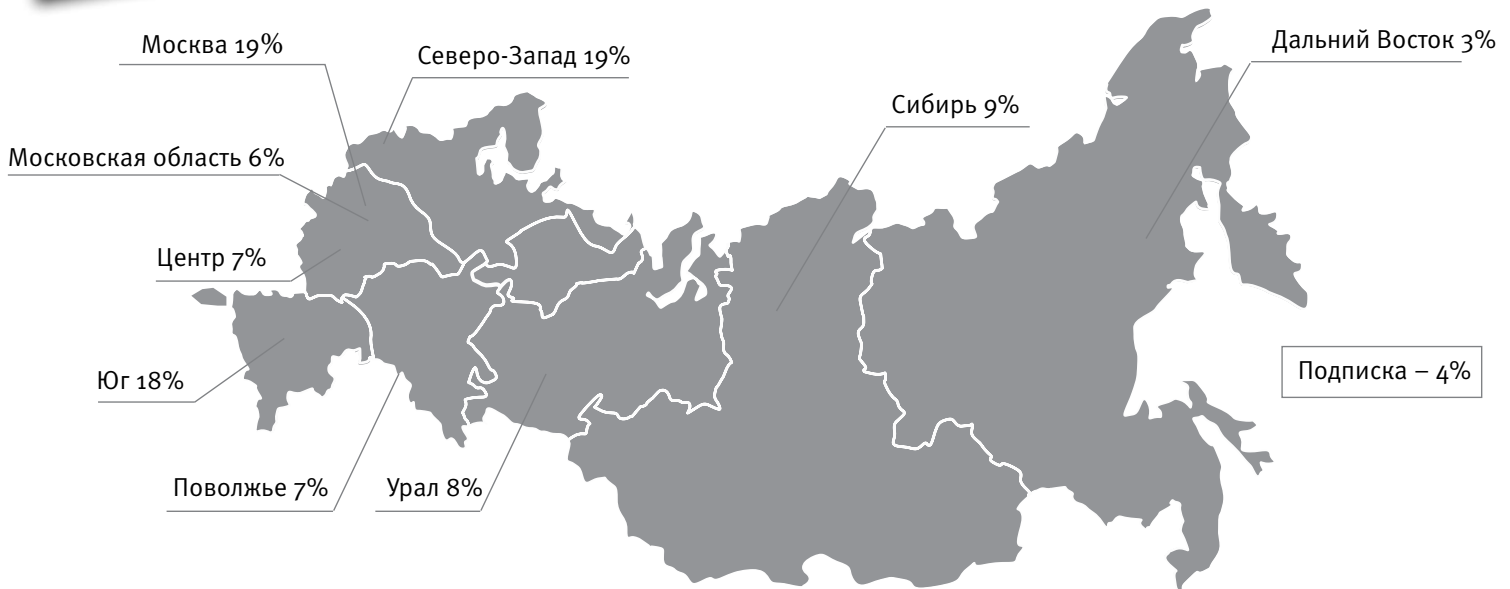 Москва 19%
Северо-Запад 19%
Дальний Восток 3%
Сибирь 9%
Московская область 6%
Центр 7%
Юг 18%
Подписка – 4%
Поволжье 7%
Урал 8%